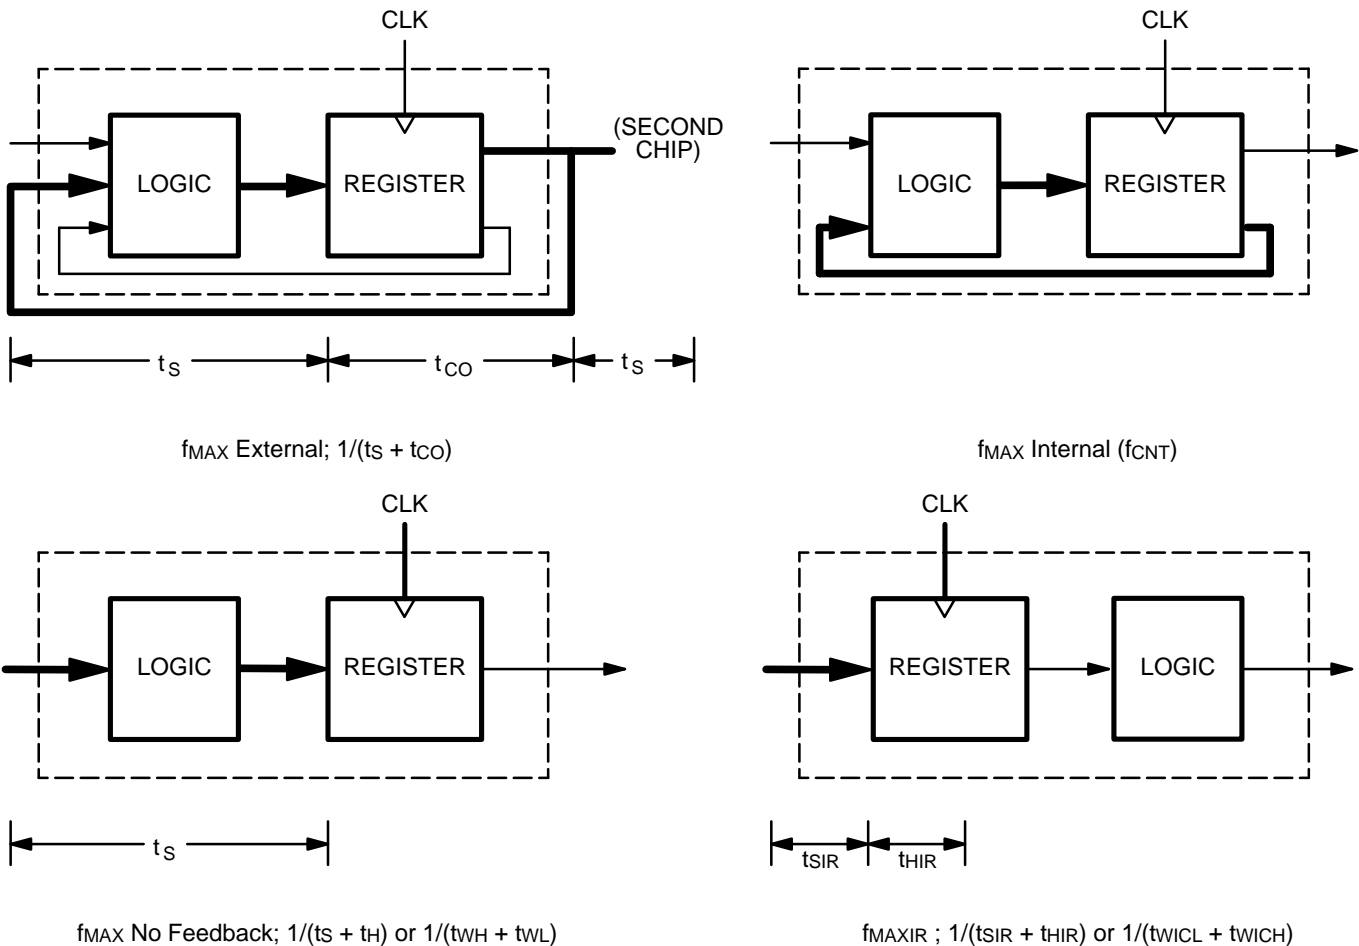 CLK
LOGIC
REGISTER
(SECOND
CHIP)
tS
tCO
tS
fMAX External; 1/(tS + tCO)
CLK
LOGIC
REGISTER
fMAX Internal (fCNT)
CLK
LOGIC
REGISTER
tS
fMAX No Feedback; 1/(tS + tH) or 1/(tWH + tWL)
CLK
REGISTER
LOGIC
tSIR
tHIR
fMAXIR ; 1/(tSIR + tHIR) or 1/(tWICL + tWICH)